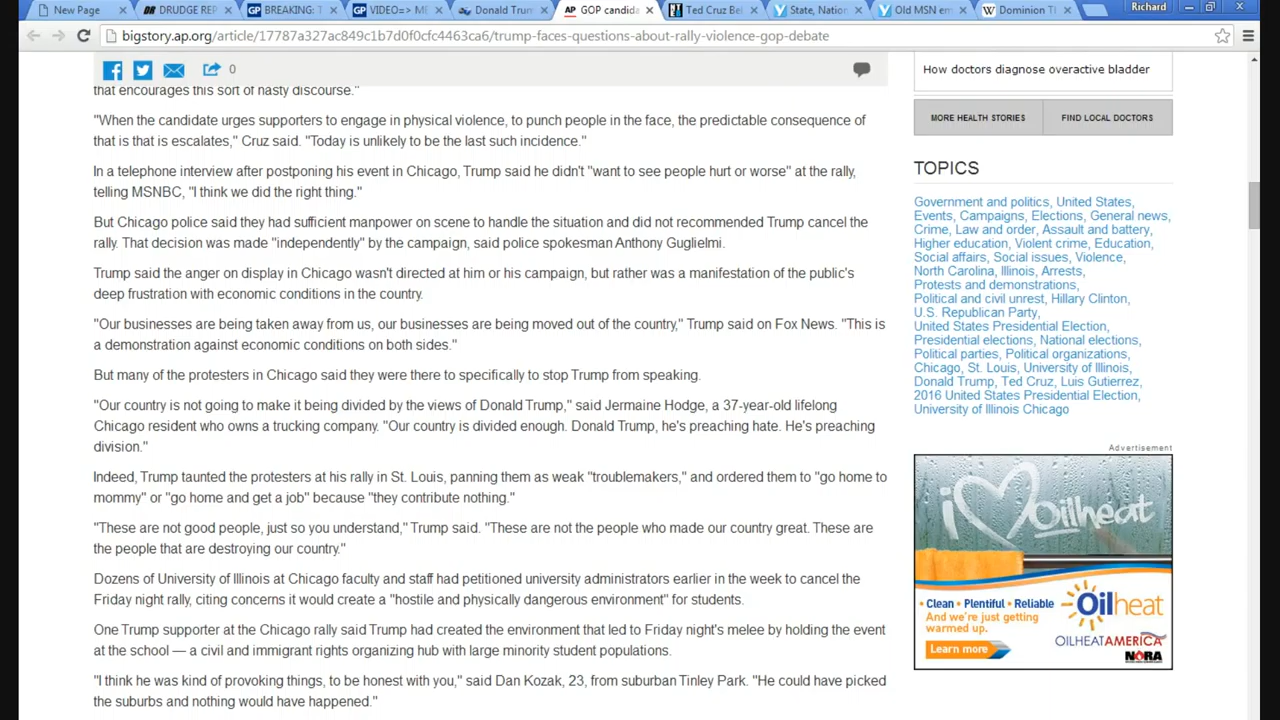 New Page
DRUDGE REP
BREAKING: T
VIDEO=> ME
Donald Trum
AP GOP candida
Ted Cruz Bel
State, Nation
Old MSN em
W Dominion Th
Richard
bigstory.ap.org/article/17787a327ac849c1b7d0f0cfc4463ca6/trump-faces-questions-about-rally-violence-gop-debate
0
that encourages this sort of nasty discourse."
"When the candidate urges supporters to engage in physical violence, to punch people in the face, the predictable consequence of
that is that is escalates," Cruz said. "Today is unlikely to be the last such incidence."
In a telephone interview after postponing his event in Chicago, Trump said he didn't "want to see people hurt or worse" at the rally,
telling MSNBC, "I think we did the right thing."
But Chicago police said they had sufficient manpower on scene to handle the situation and did not recommended Trump cancel the
rally. That decision was made "independently" by the campaign, said police spokesman Anthony Guglielmi.
Trump said the anger on display in Chicago wasn't directed at him or his campaign, but rather was a manifestation of the public's
deep frustration with economic conditions in the country.
"Our businesses are being taken away from us, our businesses are being moved out of the country," Trump said on Fox News. "This is
a demonstration against economic conditions on both sides."
But many of the protesters in Chicago said they were there to specifically to stop Trump from speaking.
"Our country is not going to make it being divided by the views of Donald Trump," said Jermaine Hodge, a 37-year-old lifelong
Chicago resident who owns a trucking company. "Our country is divided enough. Donald Trump, he's preaching hate. He's preaching
division."
Indeed, Trump taunted the protesters at his rally in St. Louis, panning them as weak "troublemakers," and ordered them to "go home to
mommy" or "go home and get a job" because "they contribute nothing."
"These are not good people, just so you understand," Trump said. "These are not the people who made our country great. These are
the people that are destroying our country."
Dozens of University of Illinois at Chicago faculty and staff had petitioned university administrators earlier in the week to cancel the
Friday night rally, citing concerns it would create a "hostile and physically dangerous environment" for students.
One Trump supporter at the Chicago rally said Trump had created the environment that led to Friday night's melee by holding the event
at the school — a civil and immigrant rights organizing hub with large minority student populations.
"I think he was kind of provoking things, to be honest with you," said Dan Kozak, 23, from suburban Tinley Park. "He could have picked
the suburbs and nothing would have happened."
How doctors diagnose overactive bladder
MORE HEALTH STORIES
FIND LOCAL DOCTORS
TOPICS
Government and politics, United States,
Events, Campaigns, Elections, General news,
Crime, Law and order, Assault and battery,
Higher education, Violent crime, Education,
Social affairs, Social issues, Violence,
North Carolina, Illinois, Arrests,
Protests and demonstrations,
Political and civil unrest, Hillary Clinton,
U.S. Republican Party,
United States Presidential Election,
Presidential elections, National elections,
Political parties, Political organizations,
Chicago, St. Louis, University of Illinois,
Donald Trump, Ted Cruz, Luis Gutierrez,
2016 United States Presidential Election,
University of Illinois Chicago
Advertisement
i oilheat
• Clean • Plentiful • Reliable
And we're just getting
warmed up.
Learn more
Oilheat
OILHEATAMERICA
NORA